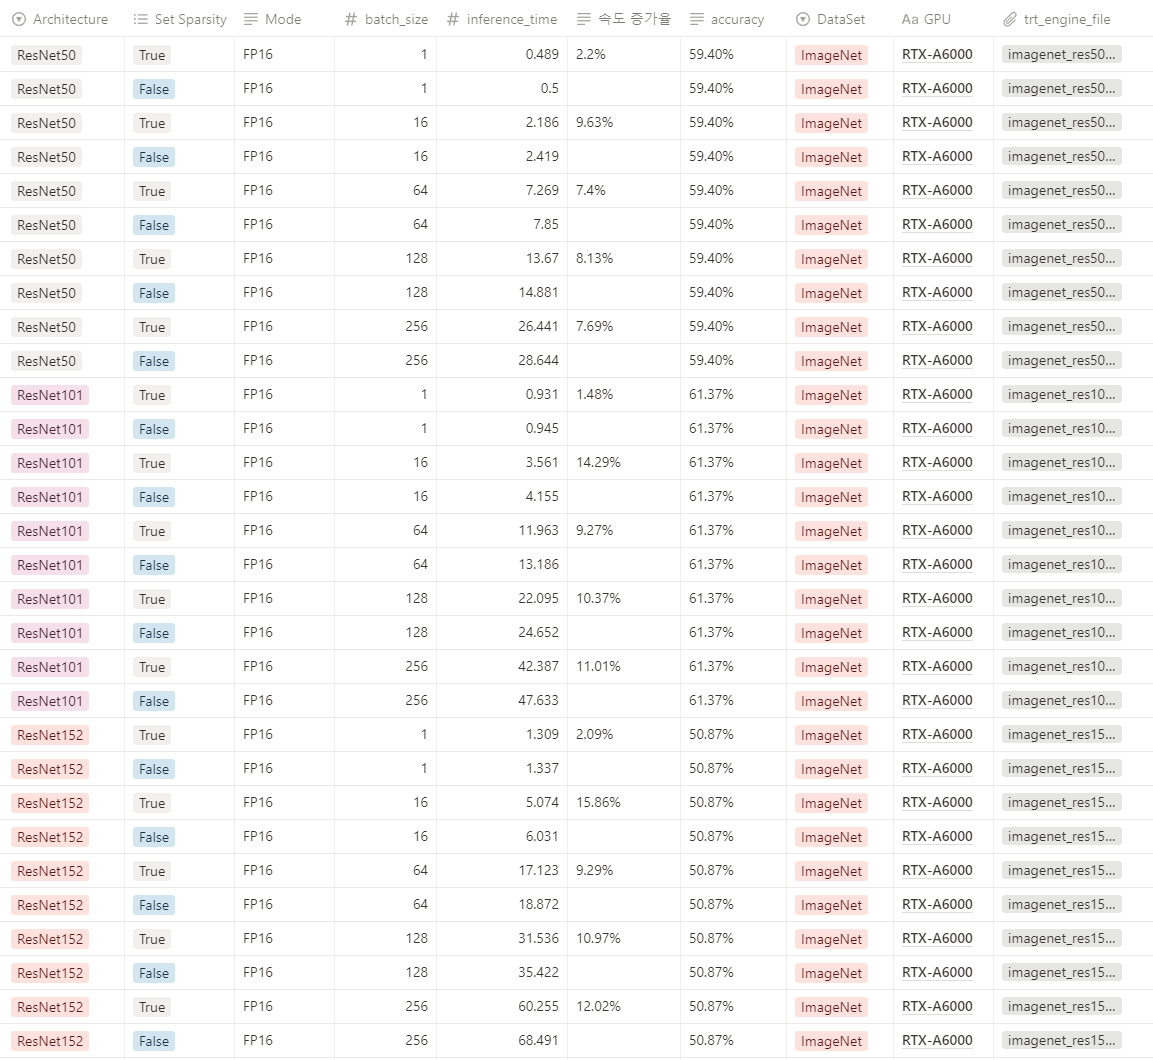 Architecture Set Sparsity Mode # batch_size # inference_time 속도 증가율 accuracy DataSet Aa GPU trt_engine_file
ResNet50 True FP16 1 0.489 2.2% 59.40% ImageNet RTX-A6000 imagenet_res50...
ResNet50 False FP16 1 0.5 59.40% ImageNet RTX-A6000 imagenet_res50...
ResNet50 True FP16 16 2.186 9.63% 59.40% ImageNet RTX-A6000 imagenet_res50...
ResNet50 False FP16 16 2.419 59.40% ImageNet RTX-A6000 imagenet_res50...
ResNet50 True FP16 64 7.269 7.4% 59.40% ImageNet RTX-A6000 imagenet_res50...
ResNet50 False FP16 64 7.85 59.40% ImageNet RTX-A6000 imagenet_res50...
ResNet50 True FP16 128 13.67 8.13% 59.40% ImageNet RTX-A6000 imagenet_res50...
ResNet50 False FP16 128 14.881 59.40% ImageNet RTX-A6000 imagenet_res50...
ResNet50 True FP16 256 26.441 7.69% 59.40% ImageNet RTX-A6000 imagenet_res50...
ResNet50 False FP16 256 28.644 59.40% ImageNet RTX-A6000 imagenet_res50...
ResNet101 True FP16 1 0.931 1.48% 61.37% ImageNet RTX-A6000 imagenet_res10...
ResNet101 False FP16 1 0.945 61.37% ImageNet RTX-A6000 imagenet_res10...
ResNet101 True FP16 16 3.561 14.29% 61.37% ImageNet RTX-A6000 imagenet_res10...
ResNet101 False FP16 16 4.155 61.37% ImageNet RTX-A6000 imagenet_res10...
ResNet101 True FP16 64 11.963 9.27% 61.37% ImageNet RTX-A6000 imagenet_res10...
ResNet101 False FP16 64 13.186 61.37% ImageNet RTX-A6000 imagenet_res10...
ResNet101 True FP16 128 22.095 10.37% 61.37% ImageNet RTX-A6000 imagenet_res10...
ResNet101 False FP16 128 24.652 61.37% ImageNet RTX-A6000 imagenet_res10...
ResNet101 True FP16 256 42.387 11.01% 61.37% ImageNet RTX-A6000 imagenet_res10...
ResNet101 False FP16 256 47.633 61.37% ImageNet RTX-A6000 imagenet_res10...
ResNet152 True FP16 1 1.309 2.09% 50.87% ImageNet RTX-A6000 imagenet_res15...
ResNet152 False FP16 1 1.337 50.87% ImageNet RTX-A6000 imagenet_res15...
ResNet152 True FP16 16 5.074 15.86% 50.87% ImageNet RTX-A6000 imagenet_res15...
ResNet152 False FP16 16 6.031 50.87% ImageNet RTX-A6000 imagenet_res15...
ResNet152 True FP16 64 17.123 9.29% 50.87% ImageNet RTX-A6000 imagenet_res15...
ResNet152 False FP16 64 18.872 50.87% ImageNet RTX-A6000 imagenet_res15...
ResNet152 True FP16 128 31.536 10.97% 50.87% ImageNet RTX-A6000 imagenet_res15...
ResNet152 False FP16 128 35.422 50.87% ImageNet RTX-A6000 imagenet_res15...
ResNet152 True FP16 256 60.255 12.02% 50.87% ImageNet RTX-A6000 imagenet_res15...
ResNet152 False FP16 256 68.491 50.87% ImageNet RTX-A6000 imagenet_res15...